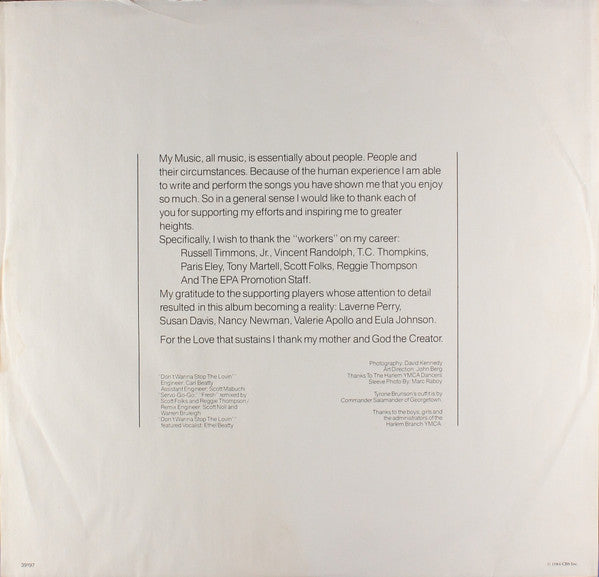 My Music, all music, is essentially about people. People and
their circumstances. Because of the human experience I am able
to write and perform the songs you have shown me that you enjoy
so much. So in a general sense I would like to thank each of
you for supporting my efforts and inspiring me to greater
heights.
Specifically, I wish to thank the "workers" on my career:
Russell Timmons, Jr., Vincent Randolph, T.C. Thompkins,
Paris Eley, Tony Martell, Scott Folks, Reggie Thompson
And The EPA Promotion Staff.
My gratitude to the supporting players whose attention to detail
resulted in this album becoming a reality: Laverne Perry,
Susan Davis, Nancy Newman, Valerie Apollo and Eula Johnson.
For the Love that sustains I thank my mother and God the Creator.
"Don't Wanna Stop The Lovin'"
Engineer: Carl Beatty
Assistant Engineer: Scott Mabuchi
"Servo-Go-Go," "Fresh" remixed by
Scott Folks and Reggie Thompson /
Remix Engineer: Scott Noll and
Warren Bruleigh
"Don't Wanna Stop The Lovin'"
featured Vocalist: Ethel Beatty
Photography: David Kennedy
Art Direction: John Berg
Thanks To The Harlem YMCA Dancers
Sleeve Photo By: Marc Raboy
Tyrone Brunson's outfit is by
Commander Salamander of Georgetown.
Thanks to the boys, girls and
the administrators of the
Harlem Branch YMCA.
39197
CBS Inc.